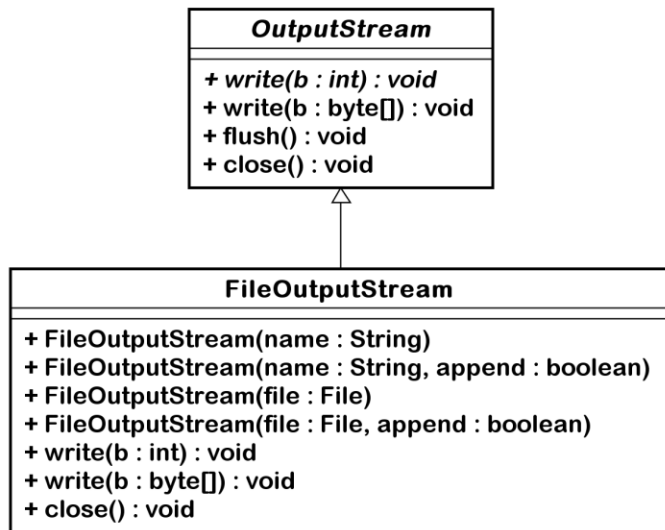 OutputStream
+ write(b : int) : void
+ write(b : byte[]) : void
+ flush() : void
+ close() : void
FileOutputStream
+ FileOutputStream(name : String)
+ FileOutputStream(name : String, append : boolean)
+ FileOutputStream(file : File)
+ FileOutputStream(file : File, append : boolean)
+ write(b : int) : void
+ write(b : byte[]) : void
+ close() : void